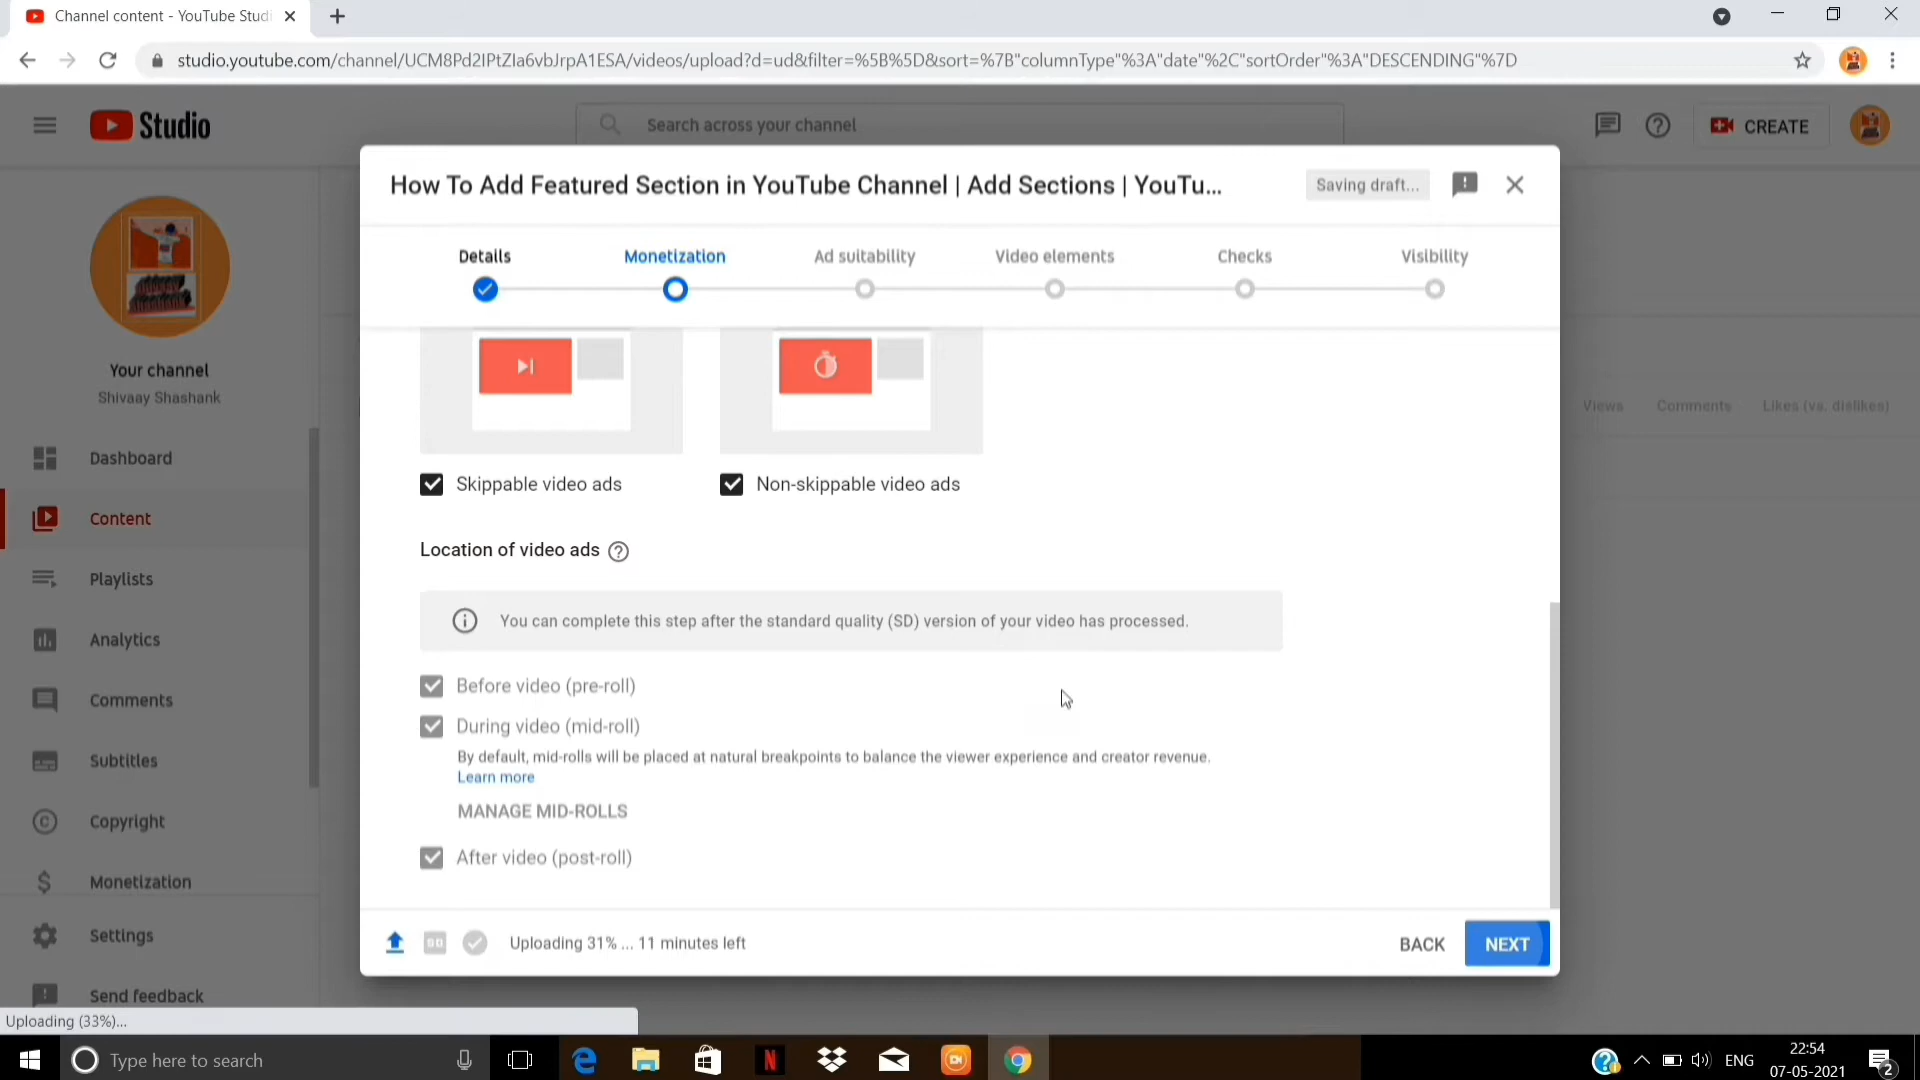 Channel content - YouTube Studi
studio.youtube.com/channel/UCM8Pd2IPtZIa6vbJrpA1ESA/videos/upload?d=ud&filter=%5B%5D&sort=%7B"columnType"%3A"date"%2C"sortOrder"%3A"DESCENDING"%7D
Studio
Search across your channel
CREATE
How To Add Featured Section in YouTube Channel | Add Sections | YouTu...
Saving draft...
Details
Monetization
Ad suitability
Video elements
Checks
Visibility
Your channel
Shivaay Shashank
Dashboard
Content
Playlists
Analytics
Comments
Subtitles
Copyright
Monetization
Settings
Send feedback
Views
Comments
Likes (vs. dislikes)
Skippable video ads
Non-skippable video ads
Location of video ads
You can complete this step after the standard quality (SD) version of your video has processed.
Before video (pre-roll)
During video (mid-roll)
By default, mid-rolls will be placed at natural breakpoints to balance the viewer experience and creator revenue.
Learn more
MANAGE MID-ROLLS
After video (post-roll)
SD
Uploading 31% ... 11 minutes left
BACK
NEXT
Uploading (33%)...
Type here to search
ENG
22:54
07-05-2021
2